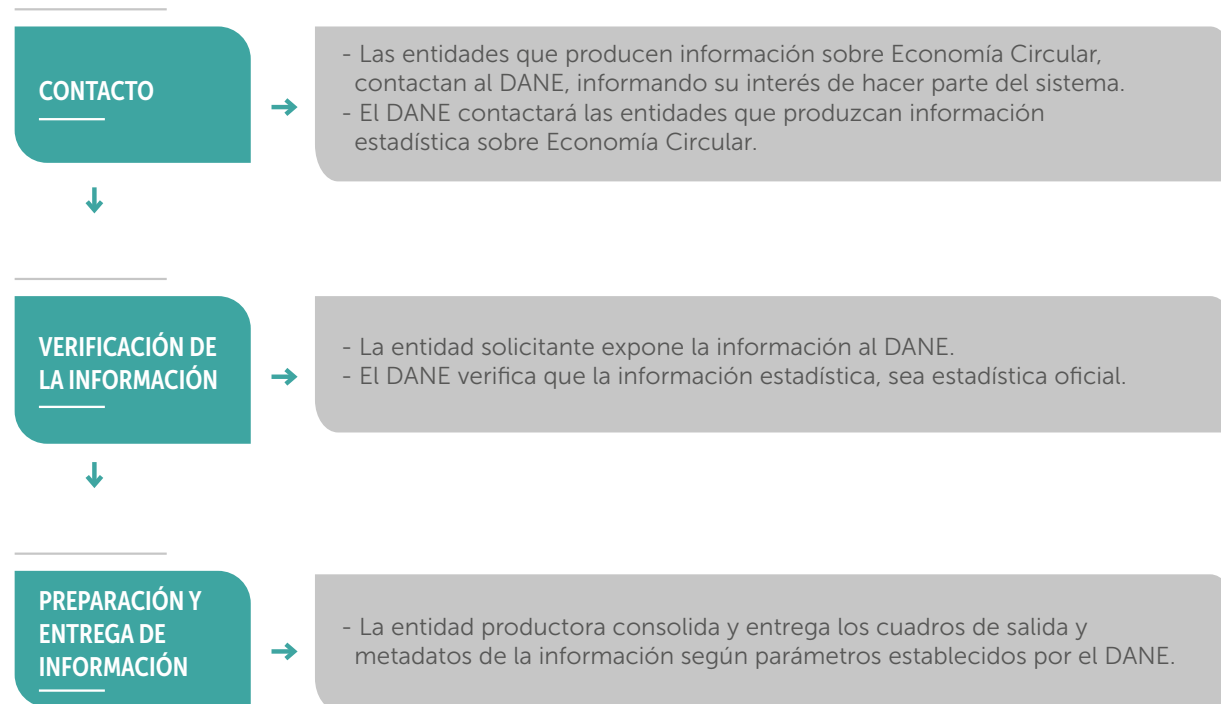 CONTACTO
- Las entidades que producen información sobre Economía Circular,
contactan al DANE, informando su interés de hacer parte del sistema.
- El DANE contactará las entidades que produzcan información
estadística sobre Economía Circular.
VERIFICACIÓN DE
LA INFORMACIÓN
- La entidad solicitante expone la información al DANE.
- El DANE verifica que la información estadística, sea estadística oficial.
PREPARACIÓN Y
ENTREGA DE
INFORMACIÓN
- La entidad productora consolida y entrega los cuadros de salida y
metadatos de la información según parámetros establecidos por el DANE.